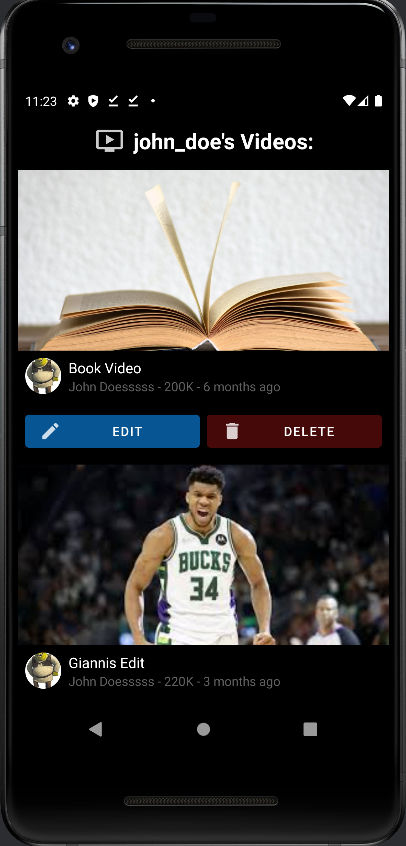 11:23
john_doe's Videos:
Book Video
John Doesssss - 200K - 6 months ago
EDIT
DELETE
BUCKS
34
Giannis Edit
John Doesssss - 220K - 3 months ago